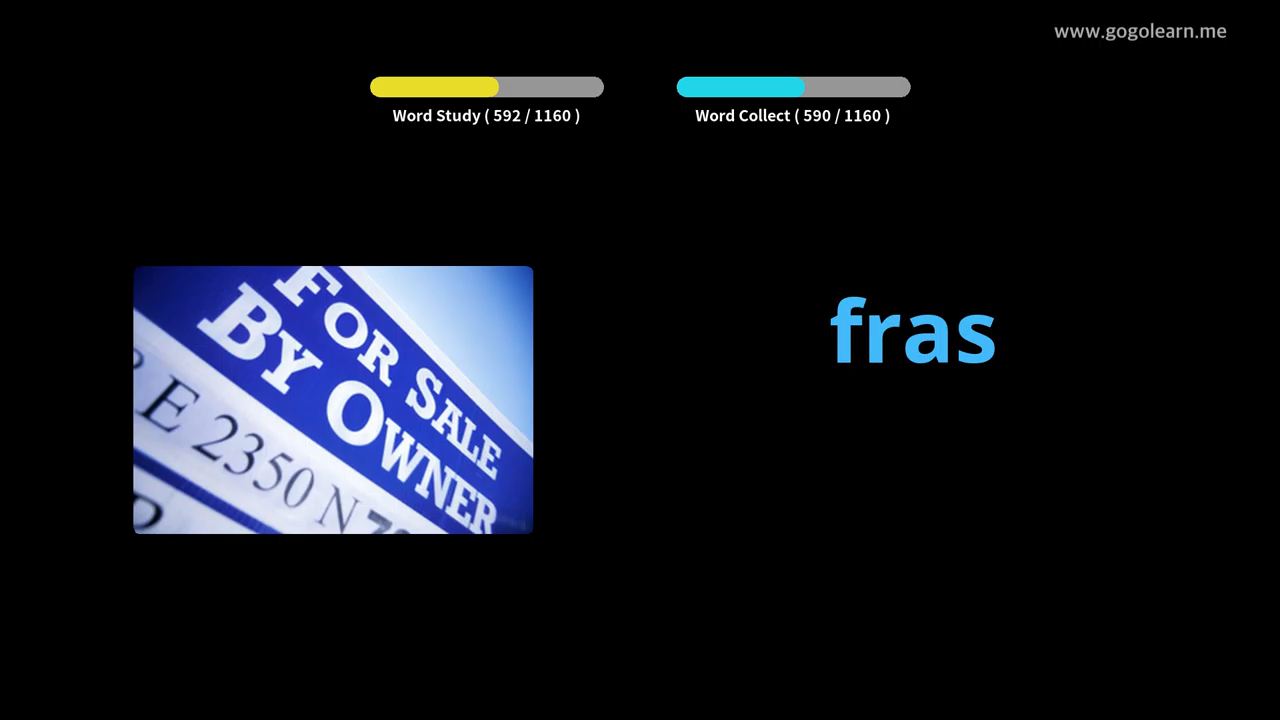 www.gogolearn.me
Word Study ( 592 / 1160 )
Word Collect ( 590 / 1160 )
FOR SALE
BY OWNER
E 2350 N
fras